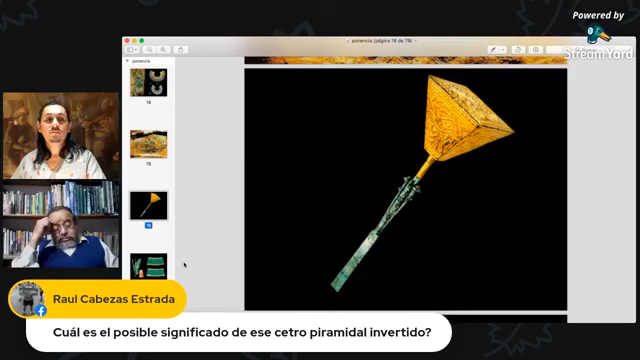 Powered by
StreamYard
ponencia (página 16 de 79)
ponencia
14
15
16
Raul Cabezas Estrada
Cuál es el posible significado de ese cetro piramidal invertido?